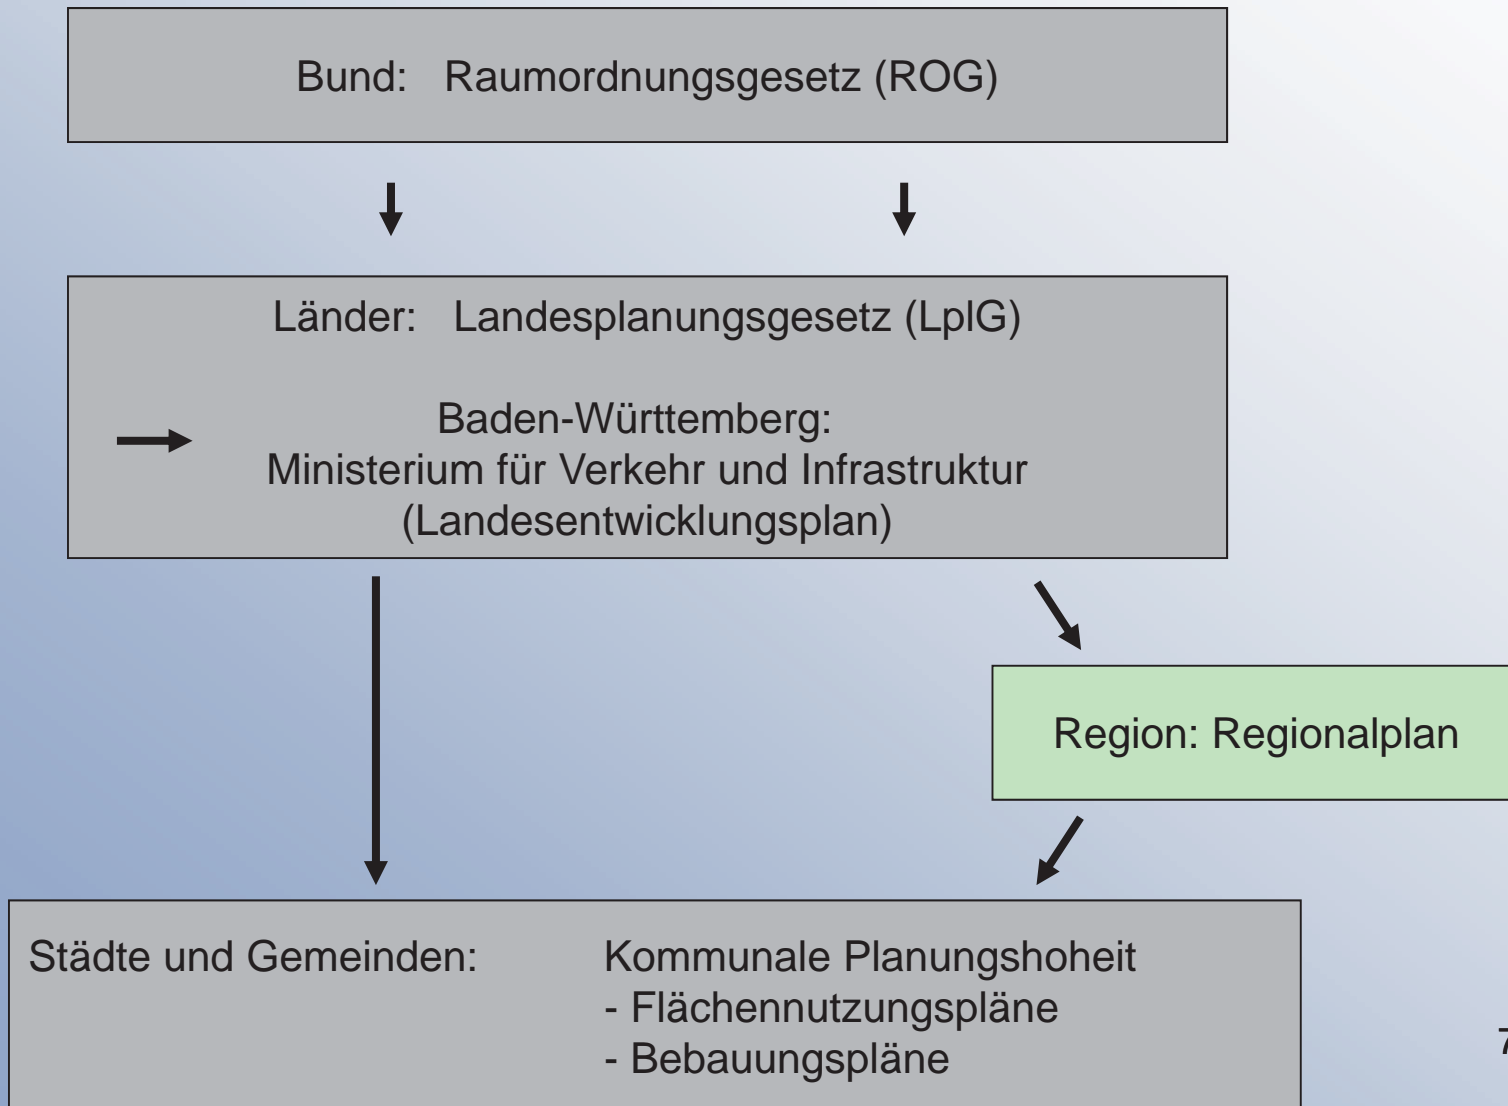 Bund: Raumordnungsgesetz (ROG)
Länder: Landesplanungsgesetz (LplG)
Baden-Württemberg:
Ministerium für Verkehr und Infrastruktur
(Landesentwicklungsplan)
Region: Regionalplan
Städte und Gemeinden: Kommunale Planungshoheit
- Flächennutzungspläne
- Bebauungspläne
7